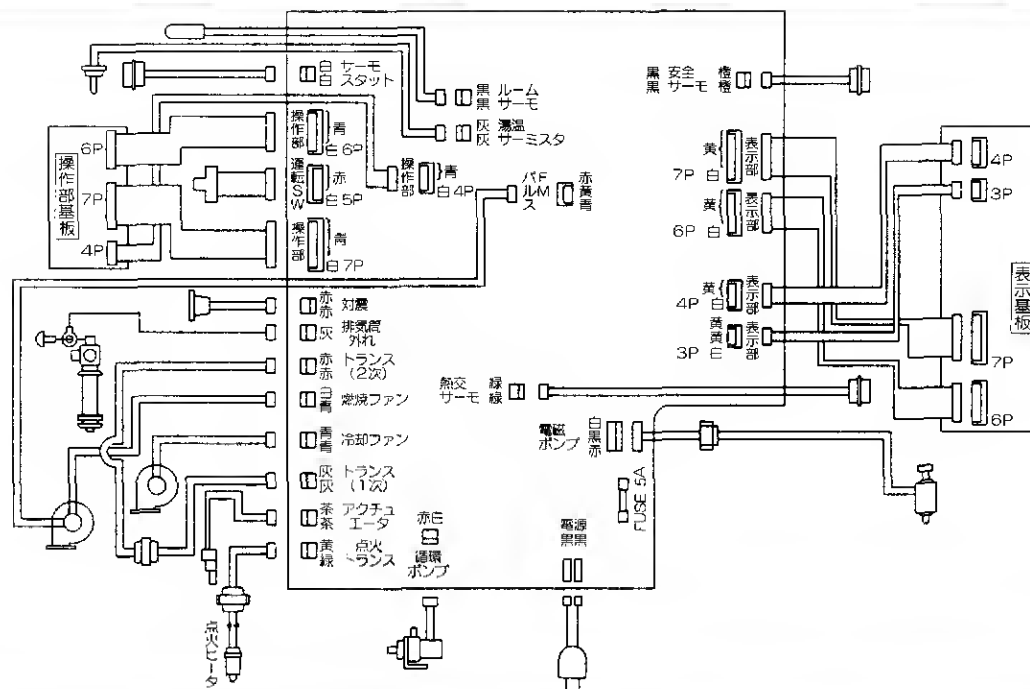 白 サーモ
白 スタット
黒 ルーム
黒 サーモ
灰 湯温
灰 サーミスタ
黒 安全 橙
黒 サーモ 橙
操作部基板
6P
7P
4P
操作部
青
白 6P
運転SW
赤
白 5P
操作部
青
白 4P
操作部
青
白 7P
パルス
FM
赤
黄
青
黄
7P 白
表示部
黄
6P 白
表示部
黄
4P 白
表示部
黄
黄
3P 白
表示部
4P
3P
表示基板
7P
6P
赤 対震
赤
灰 排気筒
外れ
赤 トランス
赤 (2次)
白 燃焼ファン
青
青 冷却ファン
青
灰 トランス
灰 (1次)
茶 アクチュ
茶 エータ
黄 点火
緑 トランス
熱交 緑
サーモ 緑
電磁
ポンプ
白
黒
赤
FUSE 5A
赤白
循環
ポンプ
電源
黒黒
点火ヒータ